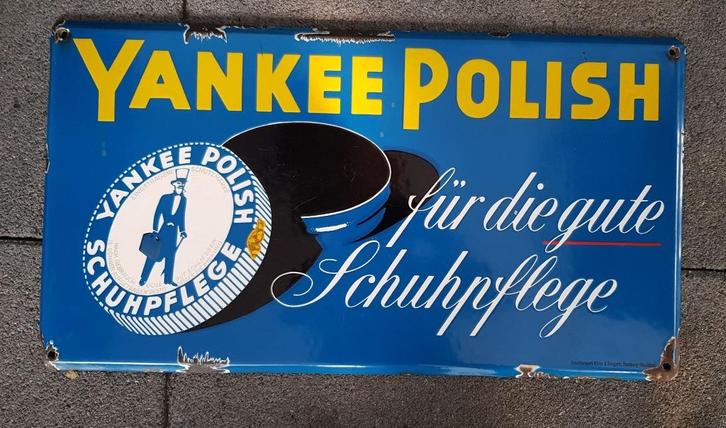 YANKEE POLISH
YANKEE POLISH
SCHUHPFLEGE
für die gute
Schuhpflege